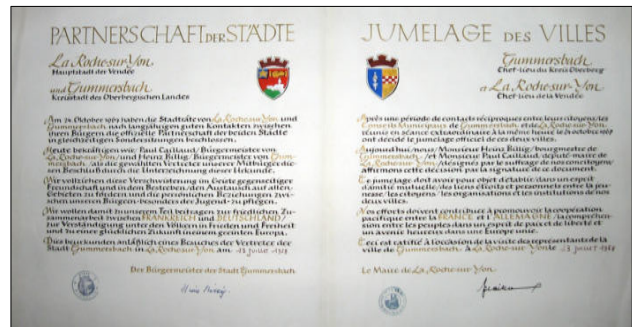 PARTNERSCHAFT DER STÄDTE
La Roche-sur-Yon
Hauptstadt der Vendée
und Gummersbach
Kreisstadt des Oberbergischen Landes
Am 24. Oktober 1969 haben die Stadträte von La Roche-sur-Yon und
Gummersbach nach langjährigen guten Kontakten zwischen
ihren Bürgern die offizielle Partnerschaft der beiden Städte
in gleichzeitigen Sondersitzungen beschlossen.
Heute bekräftigen wir, Paul Caillaud, Bürgermeister von
La Roche-sur-Yon, und Heinz Billig, Bürgermeister von Gum-
mersbach, als die gewählten Vertreter unserer Mitbürger die-
sen Beschluß durch die Unterzeichnung dieser Urkunde.
Wir verbleiben diese in gegenseitiger
Freundschaft und in dem Bestreben, den Austausch auf allen
Gebieten zu fördern und die persönlichen Beziehungen zwi-
schen unseren Bürgern besonders der Jugend zu pflegen.
Wir wollen damit unseren Teil beitragen zur friedlichen Zu-
sammenarbeit zwischen FRANKREICH und DEUTSCHLAND,
zur Verständigung unter den Völkern in Frieden und Freiheit
und zu einer glücklichen Zukunft in einem geeinten Europa.
Dies beurkunden anläßlich eines Besuches der Vertreter der
Stadt Gummersbach in La Roche-sur-Yon am
Der Bürgermeister der Stadt Gummersbach
JUMELAGE DES VILLES
Gummersbach
Chef-Lieu du Kreis Oberberg
a La Roche-sur-Yon
Chef-Lieu de la Vendée
Après une période de contacts réciproques entre leurs citoyens, les
Conseils Municipaux de Gummersbach et de La Roche-sur-Yon,
réunis en séance extraordinaire à la même heure le 24 octobre 1969
ont décidé le jumelage officiel de ces deux villes.
Aujourd'hui, nous, Monsieur Heinz Billig, bourgmestre de
Gummersbach, et Monsieur Paul Caillaud, député-maire de
La Roche-sur-Yon, désignés par le suffrage de nos concitoyens,
affirmons cette décision par la signature de ce document.
Ce jumelage doit avoir pour objet d'établir, dans un esprit
d'amitié mutuelle, des liens étroits et personnels entre la jeu-
nesse, les citoyens, les organisations et les institutions de nos
deux villes.
Nos efforts doivent contribuer à promouvoir la coopération
pacifique entre la FRANCE et l'ALLEMAGNE, la compréhen-
sion entre les peuples dans un esprit de paix et de liberté et
un avenir heureux dans une Europe unie.
Ceci est ratifié à l'occasion de la visite des représentants de la
ville de Gummersbach. À La Roche-sur-Yon le
Le Maire de La Roche-sur-Yon